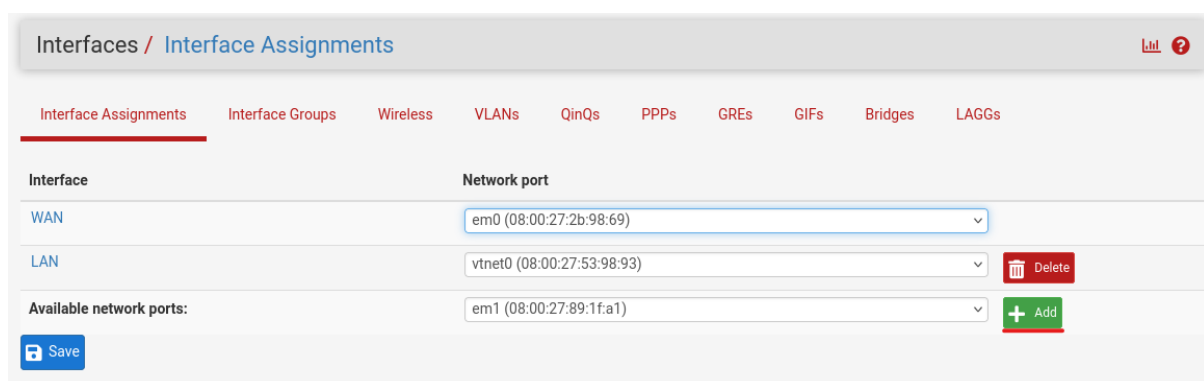 Interfaces / Interface Assignments
Interface Assignments Interface Groups Wireless VLANs QinQs PPPs GREs GIFs Bridges LAGGs
Interface Network port
WAN em0 (08:00:27:2b:98:69)
LAN vtnet0 (08:00:27:53:98:93) Delete
Available network ports: em1 (08:00:27:89:1f:a1) Add
Save